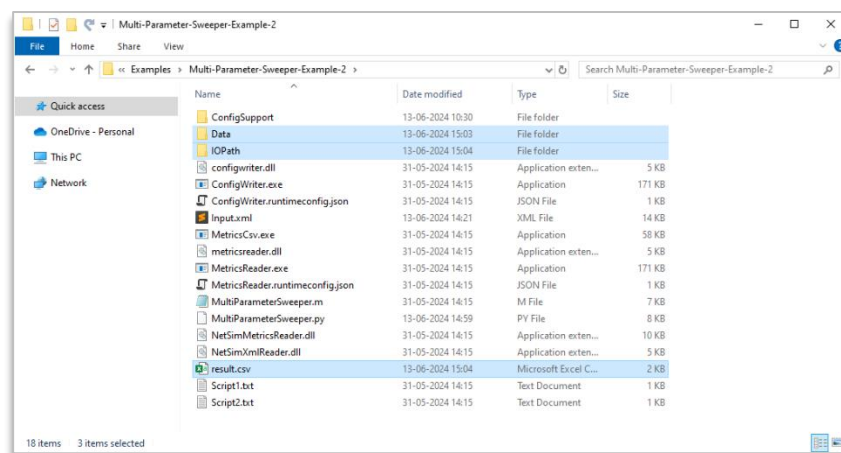 Multi-Parameter-Sweeper-Example-2
File Home Share View
« Examples > Multi-Parameter-Sweeper-Example-2 > Search Multi-Parameter-Sweeper-Example-2
Quick access
OneDrive - Personal
This PC
Network
Name Date modified Type Size
ConfigSupport 13-06-2024 10:30 File folder
Data 13-06-2024 15:03 File folder
IOPath 13-06-2024 15:04 File folder
configwriter.dll 31-05-2024 14:15 Application exten... 5 KB
ConfigWriter.exe 31-05-2024 14:15 Application 171 KB
ConfigWriter.runtimeconfig.json 31-05-2024 14:15 JSON File 1 KB
Input.xml 13-06-2024 14:21 XML File 14 KB
MetricsCsv.exe 31-05-2024 14:15 Application 58 KB
metricsreader.dll 31-05-2024 14:15 Application exten... 5 KB
MetricsReader.exe 31-05-2024 14:15 Application 171 KB
MetricsReader.runtimeconfig.json 31-05-2024 14:15 JSON File 1 KB
MultiParameterSweeper.m 31-05-2024 14:15 M File 7 KB
MultiParameterSweeper.py 13-06-2024 14:59 PY File 8 KB
NetSimMetricsReader.dll 31-05-2024 14:15 Application exten... 10 KB
NetSimXmlReader.dll 31-05-2024 14:15 Application exten... 5 KB
result.csv 13-06-2024 15:04 Microsoft Excel C... 2 KB
Script1.txt 31-05-2024 14:15 Text Document 1 KB
Script2.txt 31-05-2024 14:15 Text Document 1 KB
18 items 3 items selected